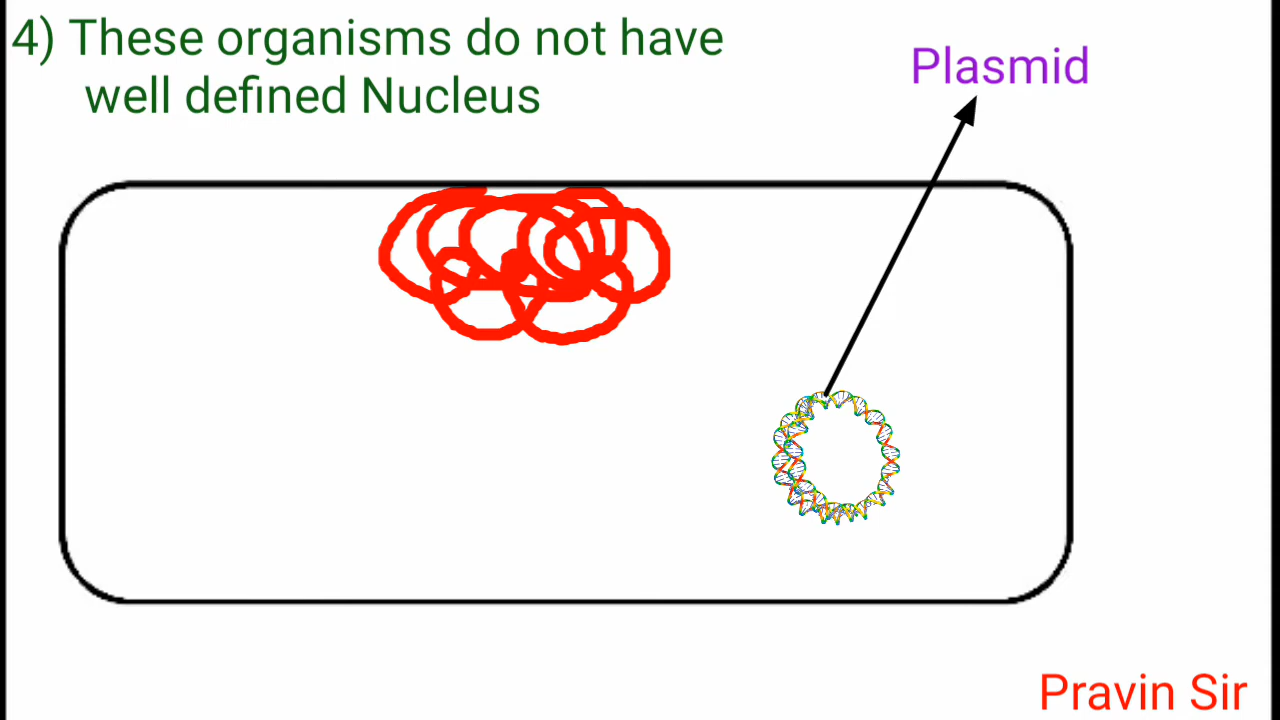 4) These organisms do not have
well defined Nucleus
Plasmid
Pravin Sir